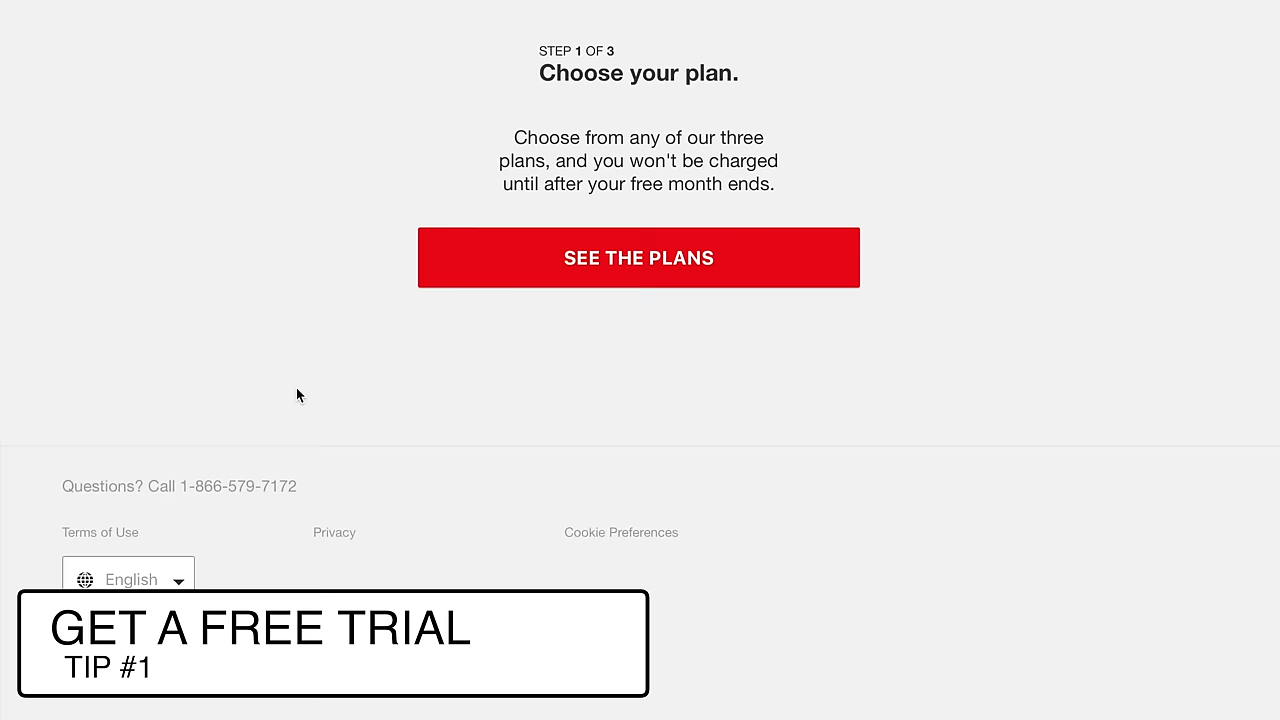 STEP 1 OF 3
Choose your plan.
Choose from any of our three
plans, and you won't be charged
until after your free month ends.
SEE THE PLANS
Questions? Call 1-866-579-7172
Terms of Use
Privacy
Cookie Preferences
English
GET A FREE TRIAL
TIP #1